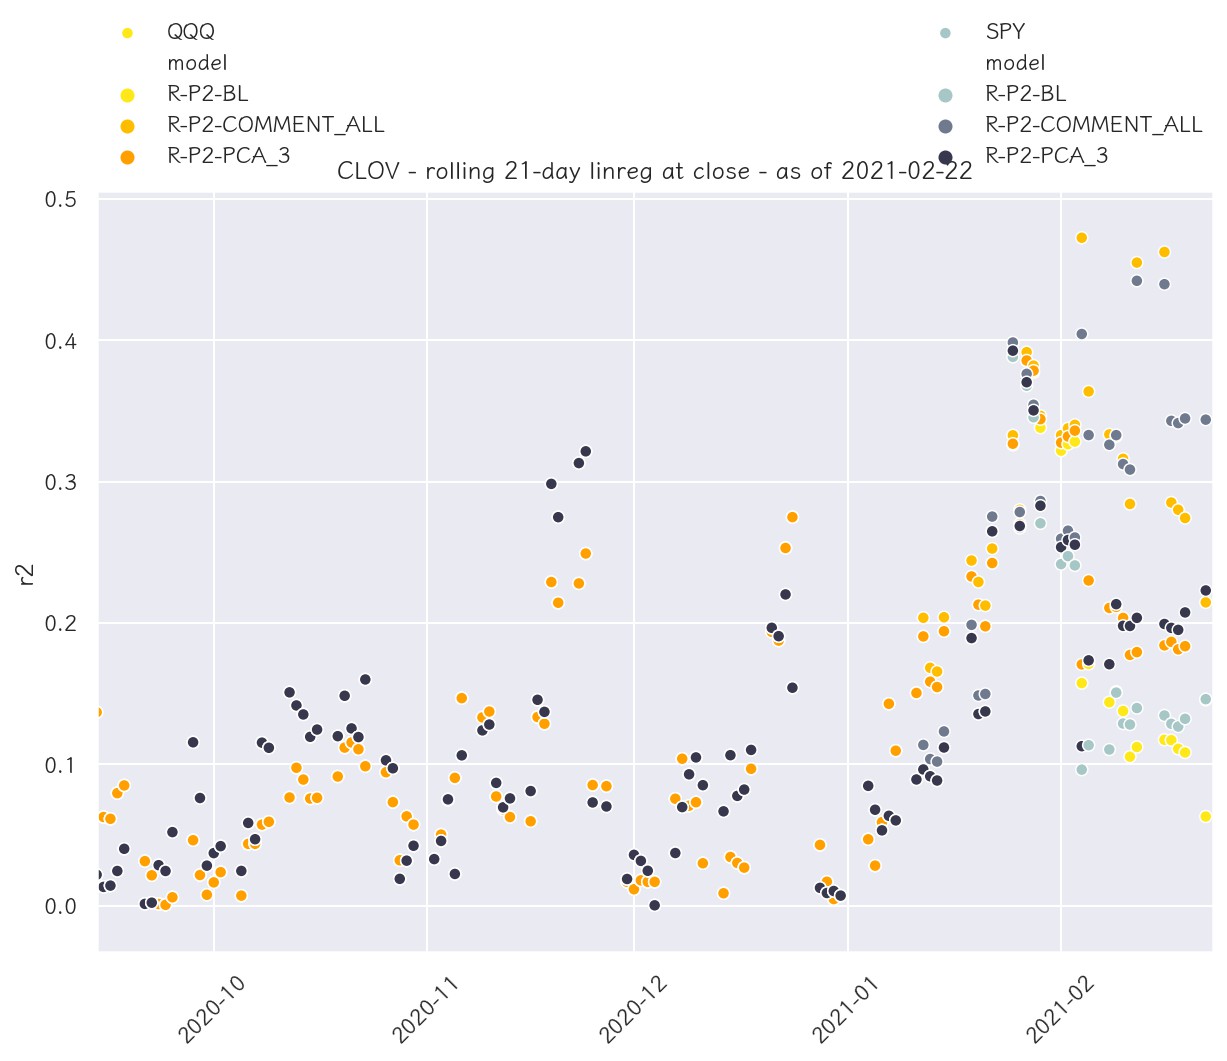 QQQ
model
R-P2-BL
R-P2-COMMENT_ALL
R-P2-PCA_3
SPY
model
R-P2-BL
R-P2-COMMENT_ALL
R-P2-PCA_3
CLOV - rolling 21-day linreg at close - as of 2021-02-22
0.5
0.4
0.3
r2
0.2
0.1
0.0
2020-10
2020-11
2020-12
2021-01
2021-02